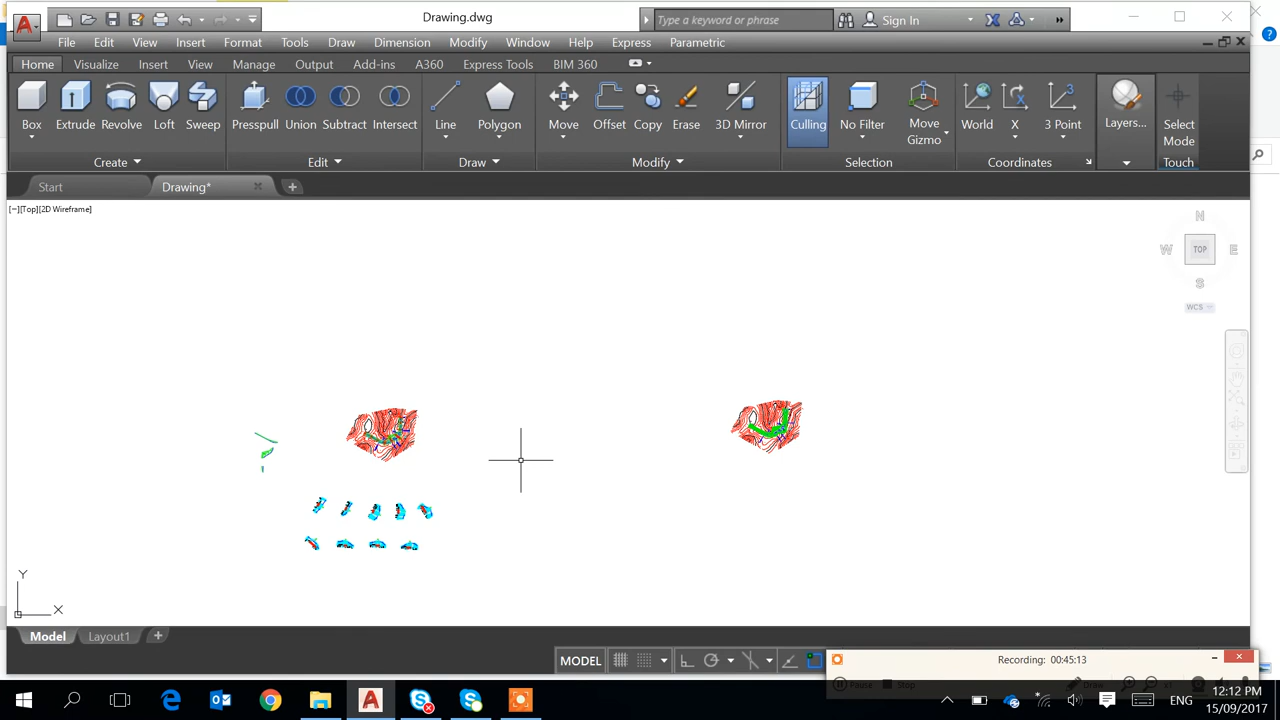 Drawing.dwg
Type a keyword or phrase
Sign In
File Edit View Insert Format Tools Draw Dimension Modify Window Help Express Parametric
Home Visualize Insert View Manage Output Add-ins A360 Express Tools BIM 360
Box Extrude Revolve Loft Sweep Presspull Union Subtract Intersect Line Polygon Move Offset Copy Erase 3D Mirror Culling No Filter Move Gizmo World X 3 Point Layers... Select Mode
Create Edit Draw Modify Selection Coordinates Touch
Start Drawing*
[−][Top][2D Wireframe]
N
W TOP E
S
WCS
Y
X
Model Layout1
MODEL
Recording: 00:45:13
Pause Stop Draw
ENG
12:12 PM
15/09/2017